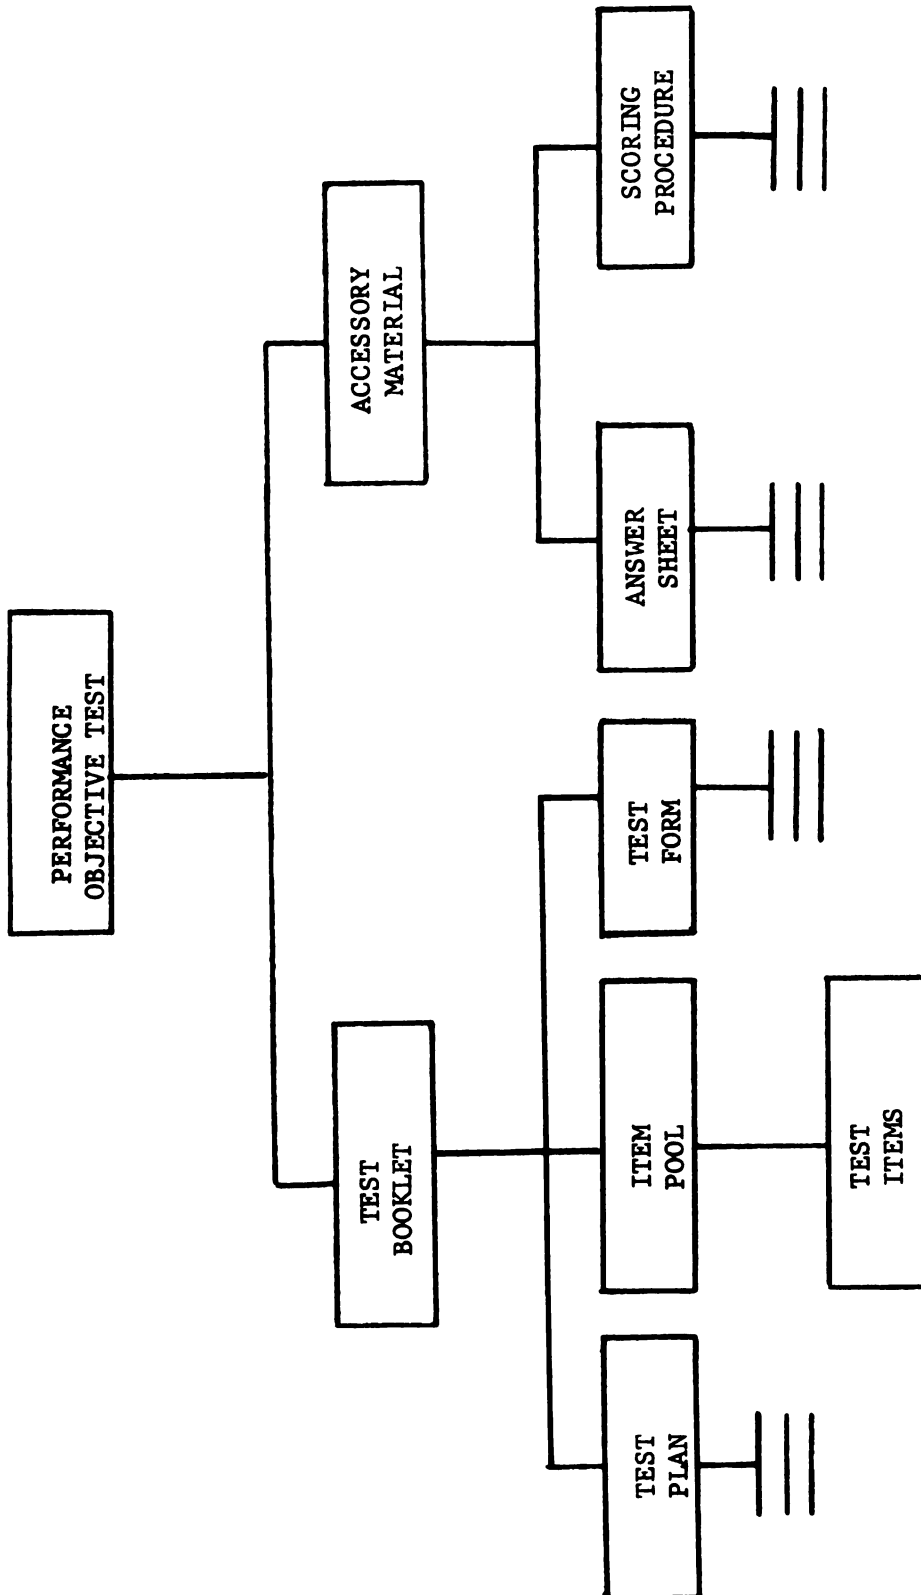 PERFORMANCE
OBJECTIVE TEST
TEST
BOOKLET
ACCESSORY
MATERIAL
TEST
PLAN
ITEM
POOL
TEST
FORM
ANSWER
SHEET
SCORING
PROCEDURE
TEST
ITEMS